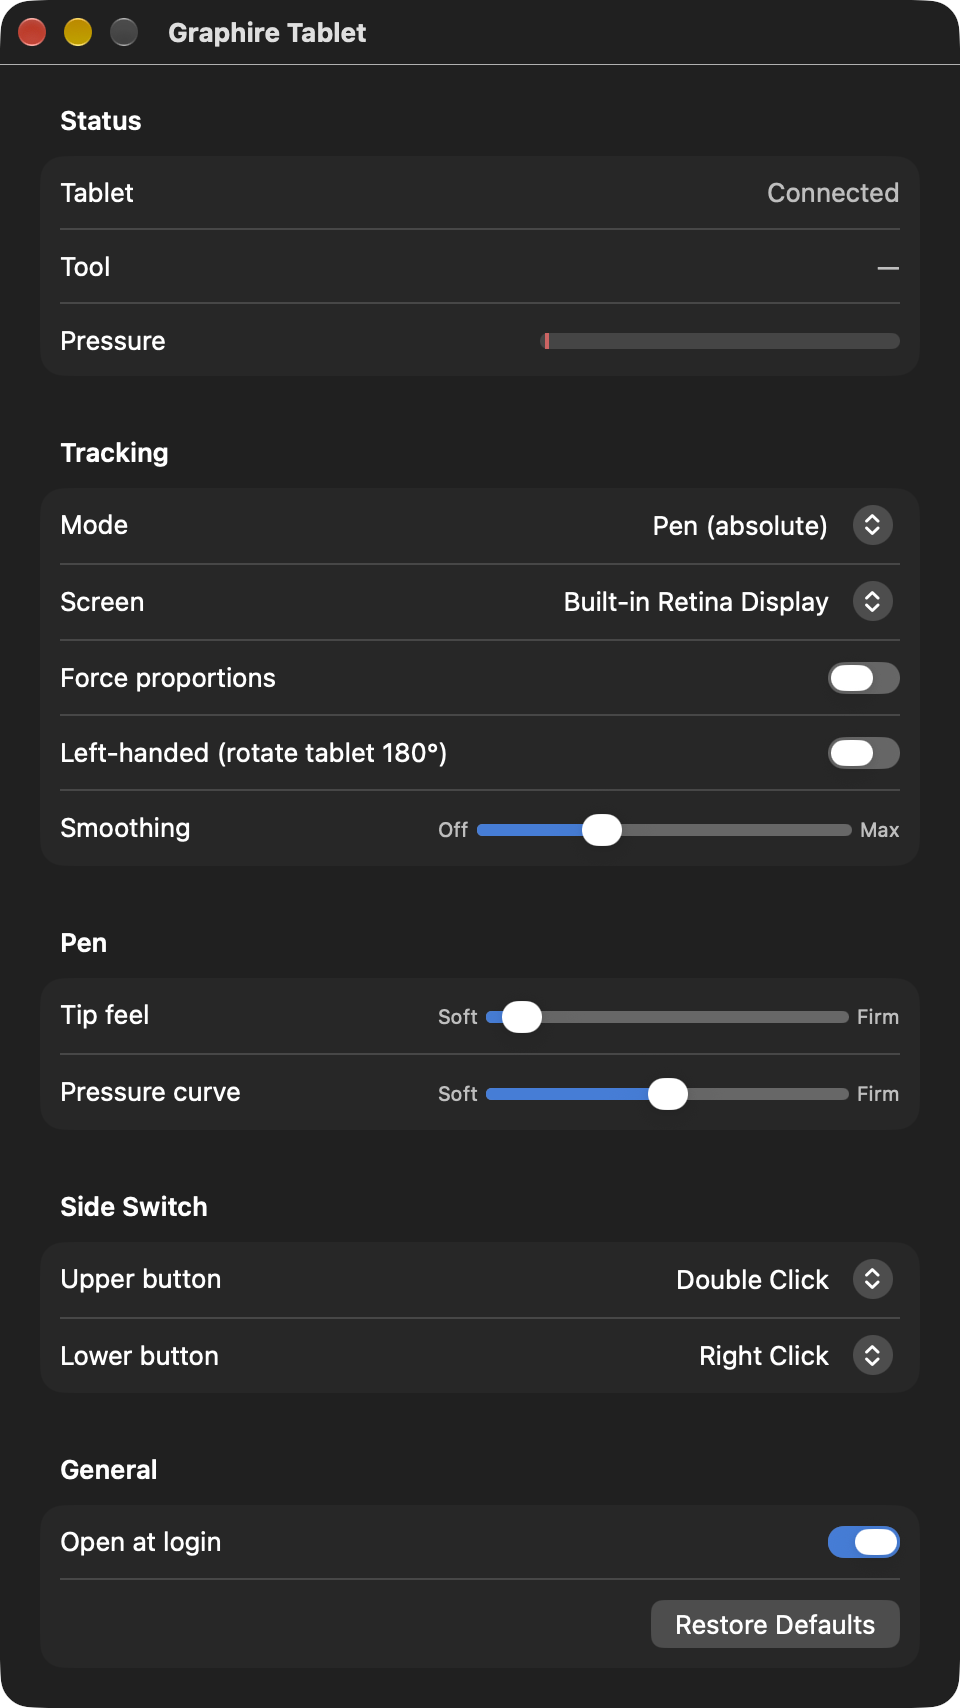 Graphire Tablet
Status
Tablet Connected
Tool —
Pressure
Tracking
Mode Pen (absolute)
Screen Built-in Retina Display
Force proportions
Left-handed (rotate tablet 180°)
Smoothing Off Max
Pen
Tip feel Soft Firm
Pressure curve Soft Firm
Side Switch
Upper button Double Click
Lower button Right Click
General
Open at login
Restore Defaults